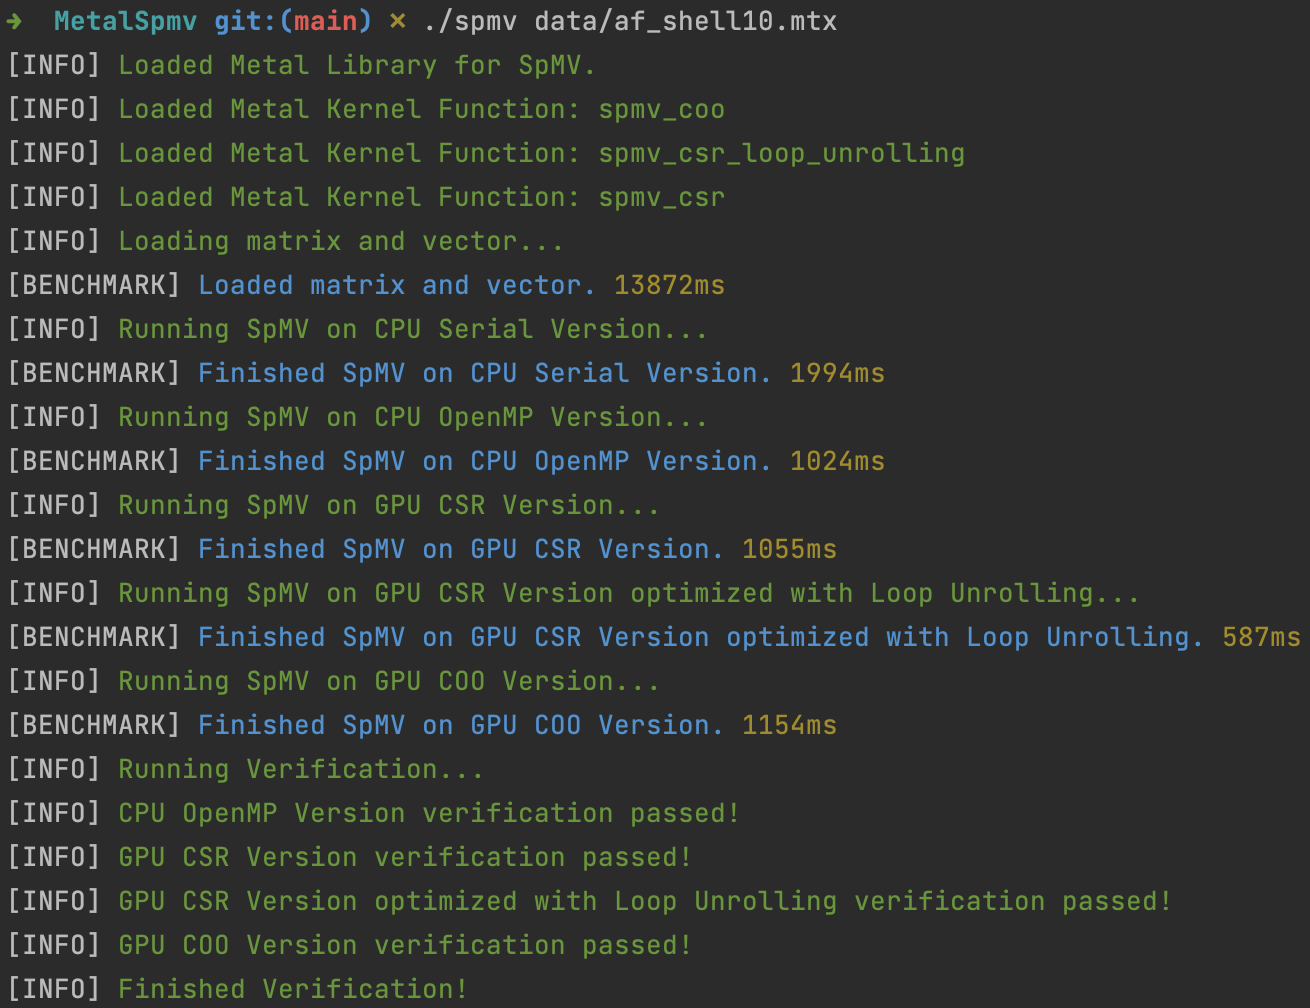 ➜  MetalSpmv git:(main) ✗ ./spmv data/af_shell10.mtx
[INFO] Loaded Metal Library for SpMV.
[INFO] Loaded Metal Kernel Function: spmv_coo
[INFO] Loaded Metal Kernel Function: spmv_csr_loop_unrolling
[INFO] Loaded Metal Kernel Function: spmv_csr
[INFO] Loading matrix and vector...
[BENCHMARK] Loaded matrix and vector. 13872ms
[INFO] Running SpMV on CPU Serial Version...
[BENCHMARK] Finished SpMV on CPU Serial Version. 1994ms
[INFO] Running SpMV on CPU OpenMP Version...
[BENCHMARK] Finished SpMV on CPU OpenMP Version. 1024ms
[INFO] Running SpMV on GPU CSR Version...
[BENCHMARK] Finished SpMV on GPU CSR Version. 1055ms
[INFO] Running SpMV on GPU CSR Version optimized with Loop Unrolling...
[BENCHMARK] Finished SpMV on GPU CSR Version optimized with Loop Unrolling. 587ms
[INFO] Running SpMV on GPU COO Version...
[BENCHMARK] Finished SpMV on GPU COO Version. 1154ms
[INFO] Running Verification...
[INFO] CPU OpenMP Version verification passed!
[INFO] GPU CSR Version verification passed!
[INFO] GPU CSR Version optimized with Loop Unrolling verification passed!
[INFO] GPU COO Version verification passed!
[INFO] Finished Verification!